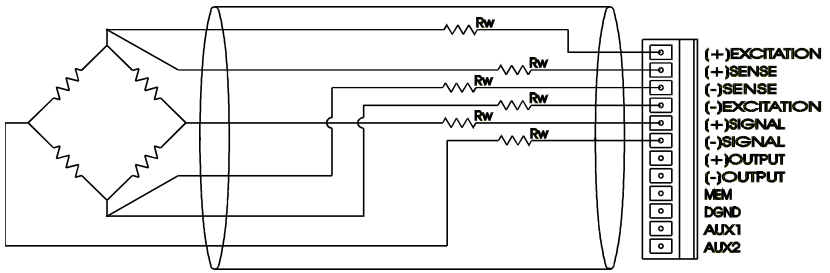 Rw
(+)EXCITATION
Rw
(+)SENSE
Rw
(-)SENSE
Rw
(-)EXCITATION
Rw
(+)SIGNAL
Rw
(-)SIGNAL
(+)OUTPUT
(-)OUTPUT
MEM
DGND
AUX1
AUX2